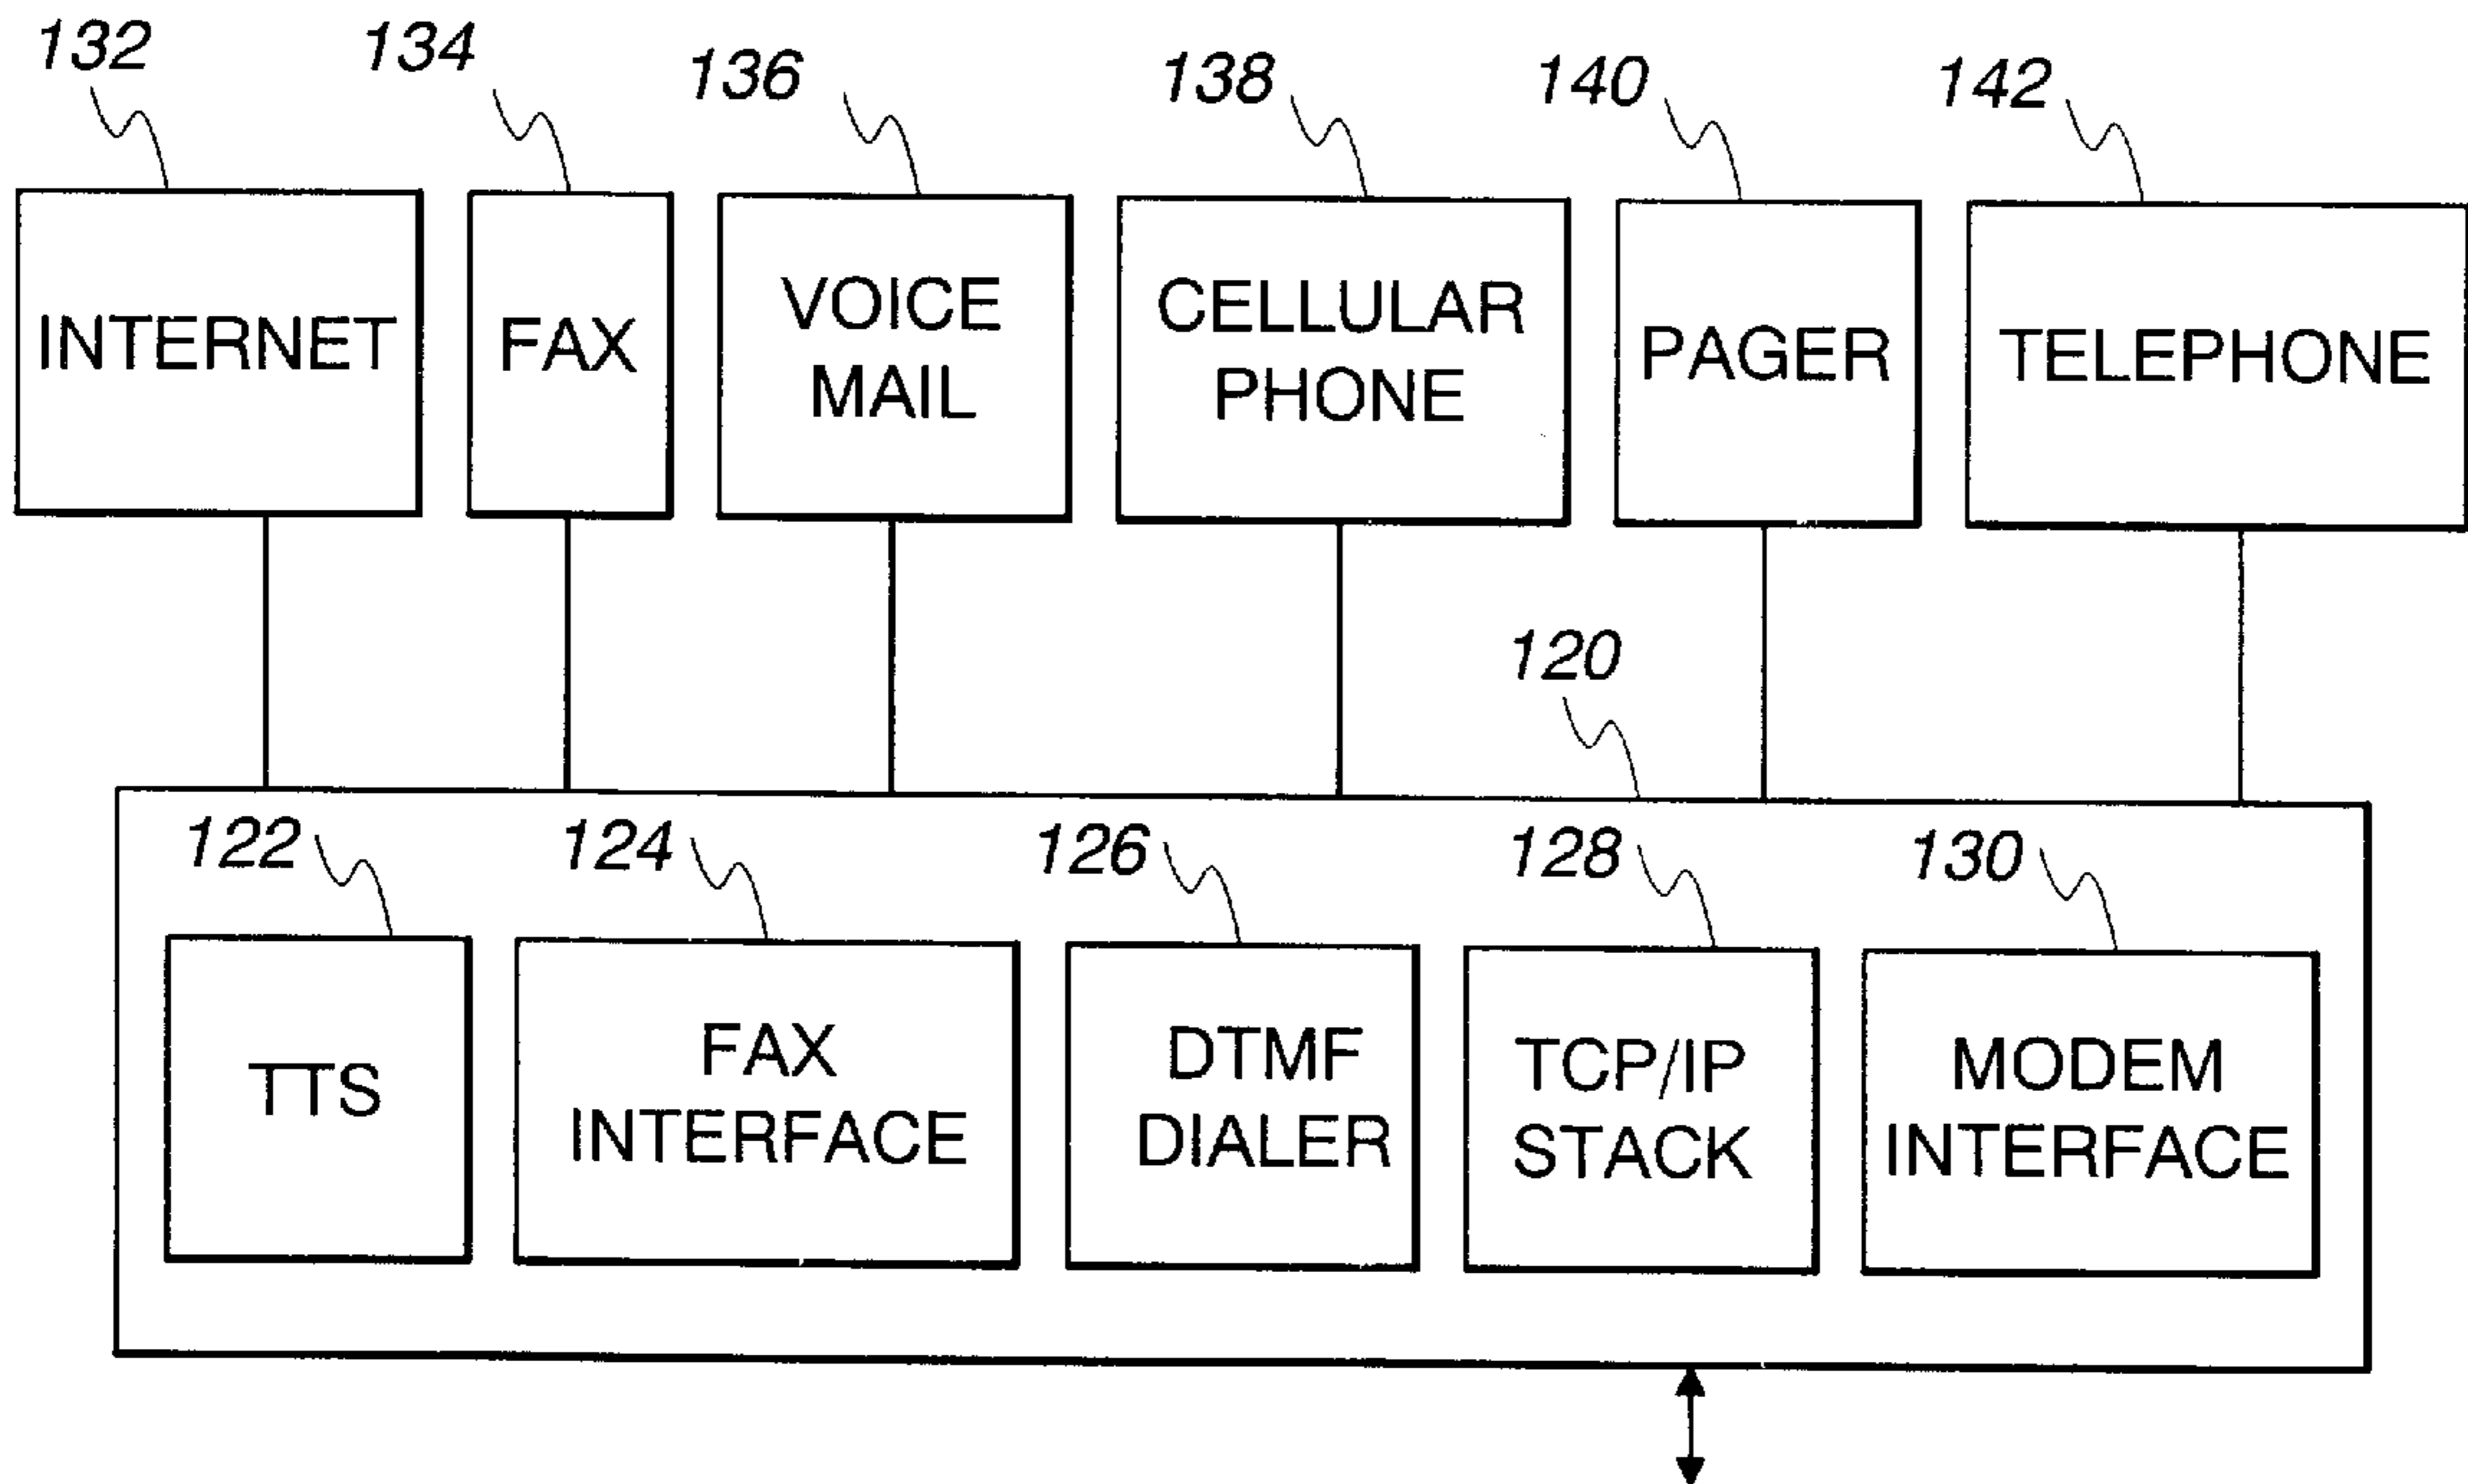 132 134 136 138 140 142
INTERNET
FAX
VOICE
MAIL
CELLULAR
PHONE
PAGER
TELEPHONE
120
122 124 126 128 130
TTS
FAX
INTERFACE
DTMF
DIALER
TCP/IP
STACK
MODEM
INTERFACE